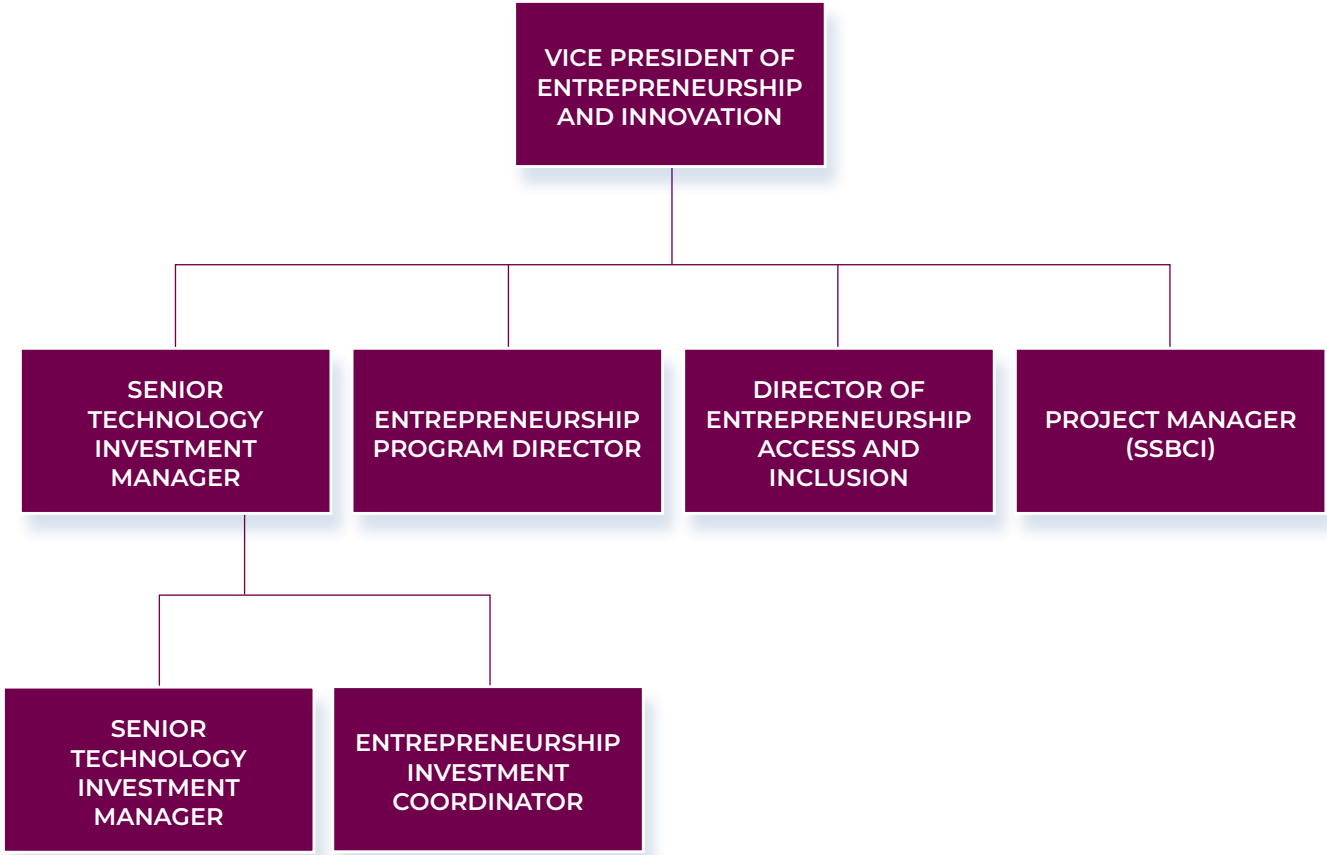 VICE PRESIDENT OF
ENTREPRENEURSHIP
AND INNOVATION
SENIOR
TECHNOLOGY
INVESTMENT
MANAGER
ENTREPRENEURSHIP
PROGRAM DIRECTOR
DIRECTOR OF
ENTREPRENEURSHIP
ACCESS AND
INCLUSION
PROJECT MANAGER
(SSBCI)
SENIOR
TECHNOLOGY
INVESTMENT
MANAGER
ENTREPRENEURSHIP
INVESTMENT
COORDINATOR